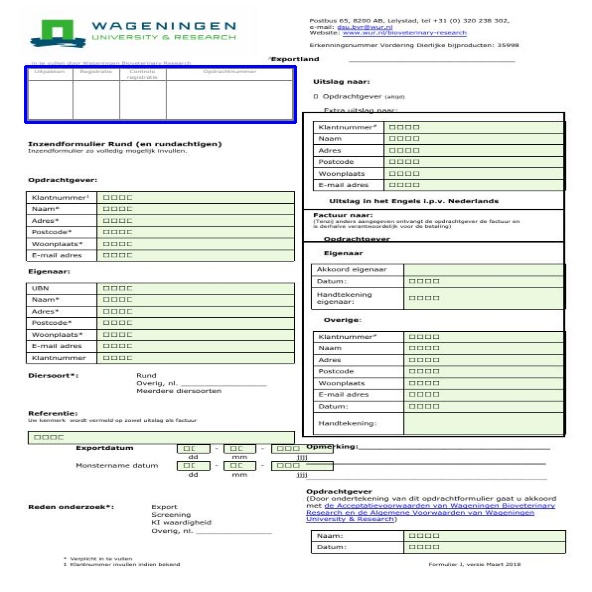 WAGENINGEN
UNIVERSITY & RESEARCH
Postbus 65, 8200 AB, Lelystad, tel +31 (0) 320 238 302,
e-mail: dsu.bvr@wur.nl
Website: www.wur.nl/bioveterinary-research
Erkenningsnummer Vordering Dierlijke bijproducten: 35998
In te vullen door Wageningen Bioveterinary Research
Uitpakken Registratie Controle registratie Opdrachtnummer
Exportland
Inzendformulier Rund (en rundachtigen)
Inzendformulier zo volledig mogelijk invullen.
Opdrachtgever:
Klantnummer¹
Naam*
Adres*
Postcode*
Woonplaats*
E-mail adres
Eigenaar:
UBN
Naam*
Adres*
Postcode*
Woonplaats*
E-mail adres
Klantnummer
Diersoort*: Rund
Overig, nl.
Meerdere diersoorten
Referentie:
Uw kenmerk wordt vermeld op zowel uitslag als factuur
Exportdatum - -
dd mm jjjj
Monstername datum - -
dd mm jjjj
Reden onderzoek*: Export
Screening
KI waardigheid
Overig, nl.
* Verplicht in te vullen
1 Klantnummer invullen indien bekend
Uitslag naar:
Opdrachtgever (altijd)
Extra uitslag naar:
Klantnummer
Naam
Adres
Postcode
Woonplaats
E-mail adres
Uitslag in het Engels i.p.v. Nederlands
Factuur naar:
(Tenzij anders aangegeven ontvangt de opdrachtgever de factuur en
is derhalve verantwoordelijk voor de betaling)
Opdrachtgever
Eigenaar
Akkoord eigenaar
Datum:
Handtekening
eigenaar:
Overige:
Klantnummer
Naam
Adres
Postcode
Woonplaats
E-mail adres
Datum:
Handtekening:
Opmerking:
Opdrachtgever
(Door ondertekening van dit opdrachtformulier gaat u akkoord
met de Acceptatievoorwaarden van Wageningen Bioveterinary
Research en de Algemene Voorwaarden van Wageningen
University & Research)
Naam:
Datum:
Formulier 1, versie Maart 2018